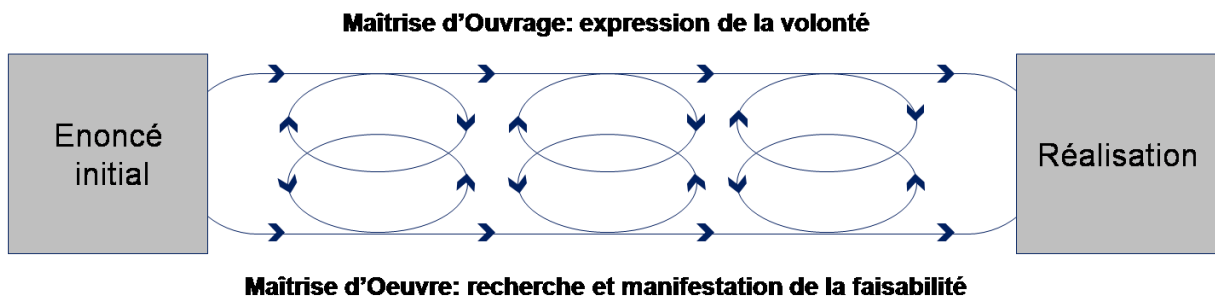 Maîtrise d’Ouvrage: expression de la volonté
Enoncé
initial
Réalisation
Maîtrise d’Oeuvre: recherche et manifestation de la faisabilité